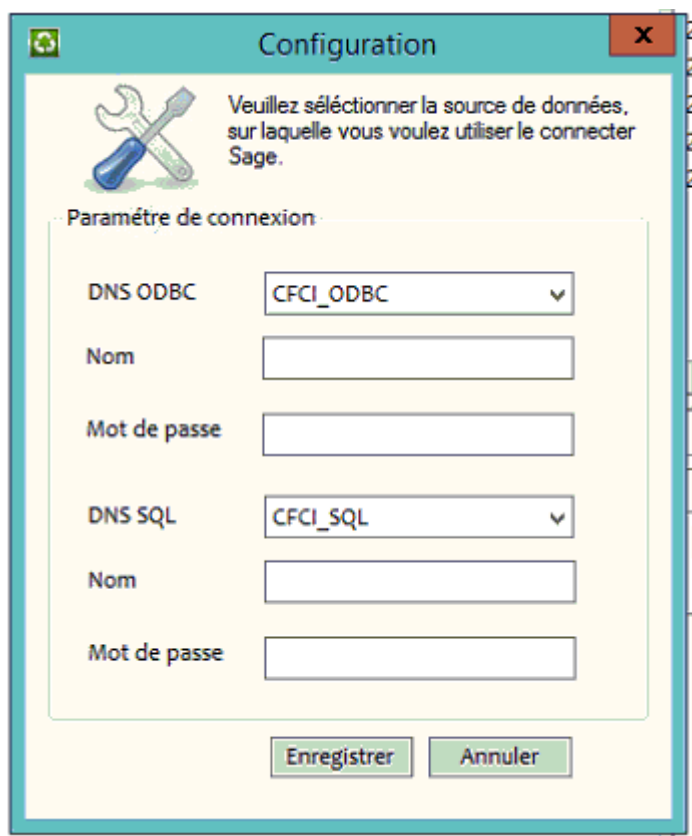 Configuration
x
Veuillez séléctionner la source de données,
sur laquelle vous voulez utiliser le connecter
Sage.
Paramétre de connexion
DNS ODBC CFCI_ODBC
Nom
Mot de passe
DNS SQL CFCI_SQL
Nom
Mot de passe
Enregistrer Annuler